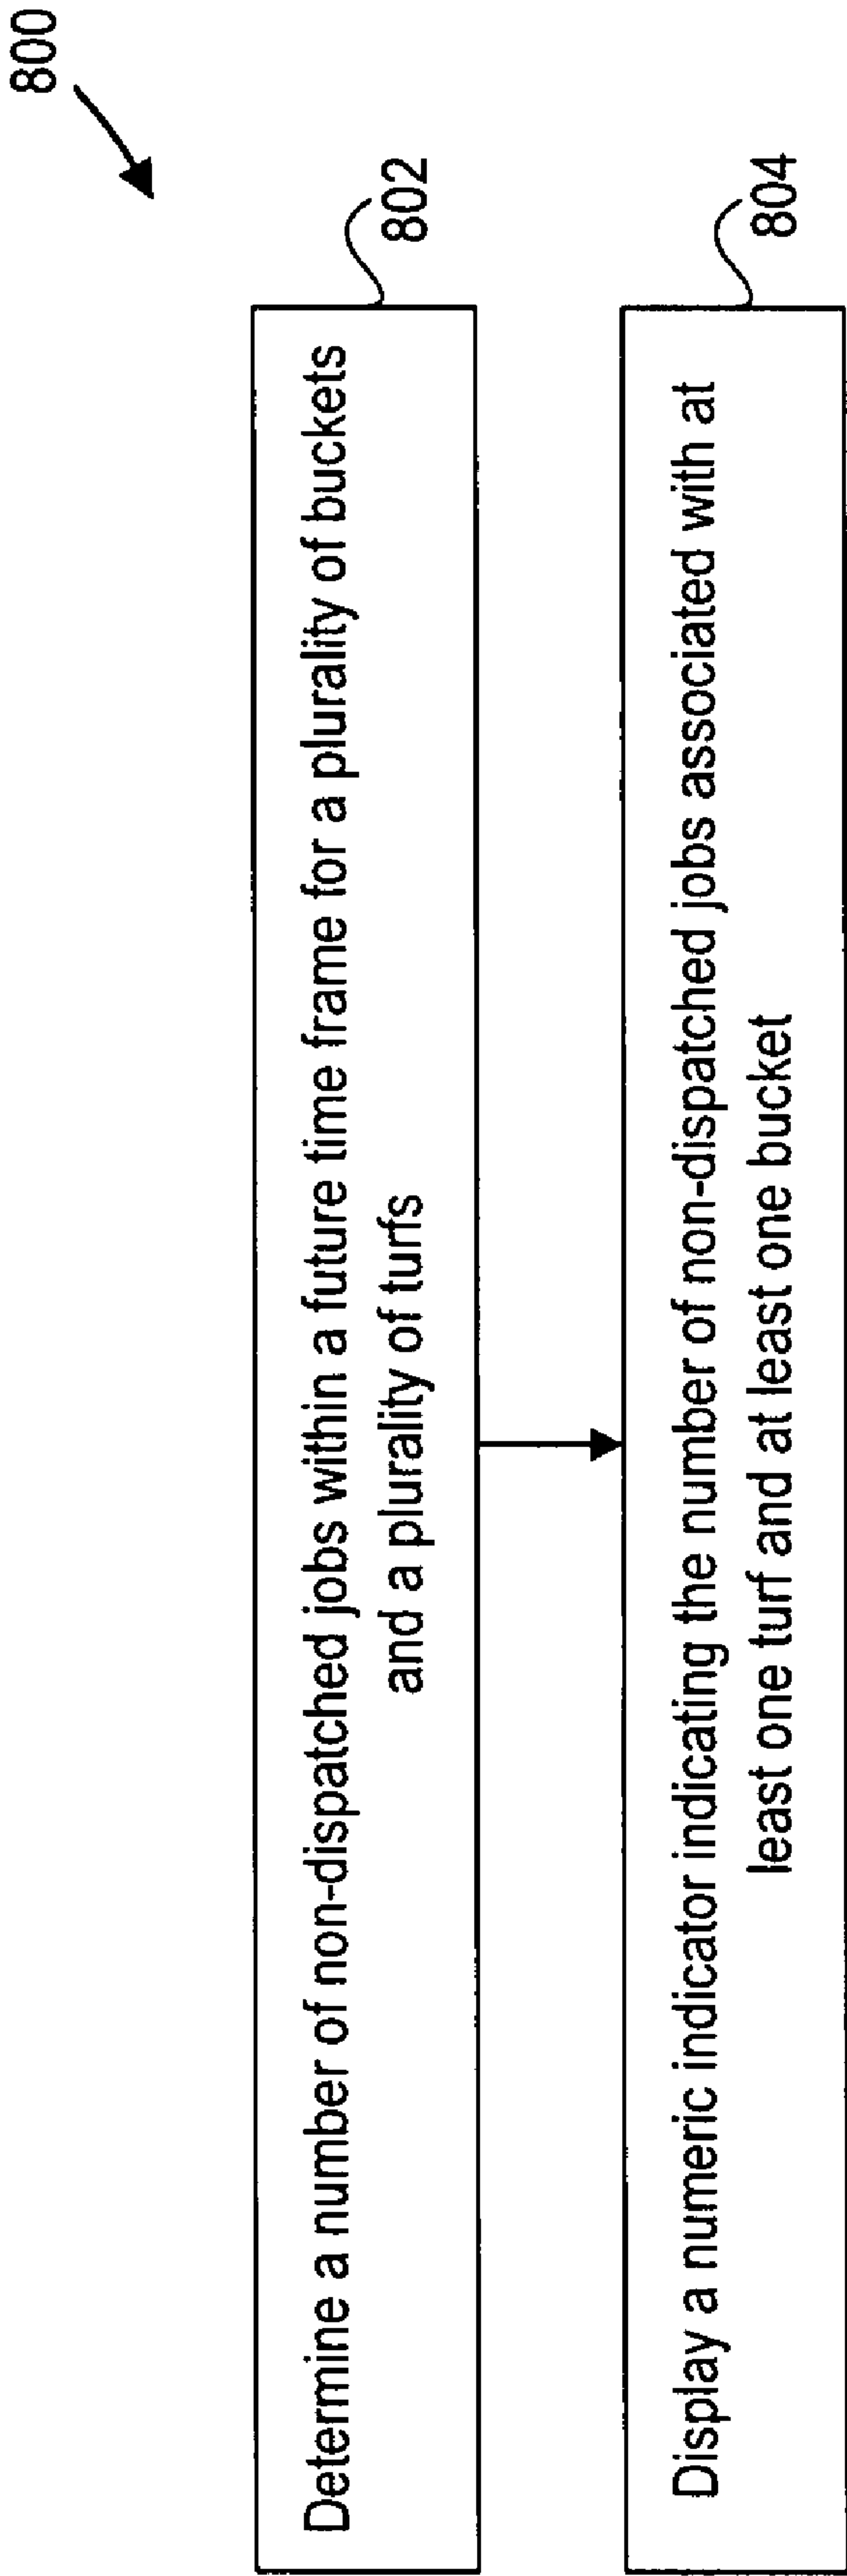 800
Determine a number of non-dispatched jobs within a future time frame for a plurality of buckets
and a plurality of turfs
802
Display a numeric indicator indicating the number of non-dispatched jobs associated with at
least one turf and at least one bucket
804